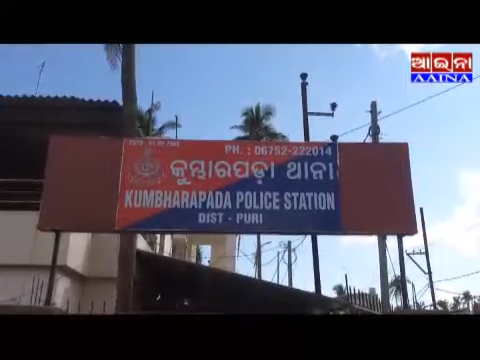 ଆଇନା
AAINA
PH. : 06752-222014
କୁମ୍ଭାରପଡ଼ା ଥାନା
KUMBHARAPADA POLICE STATION
DIST - PURI